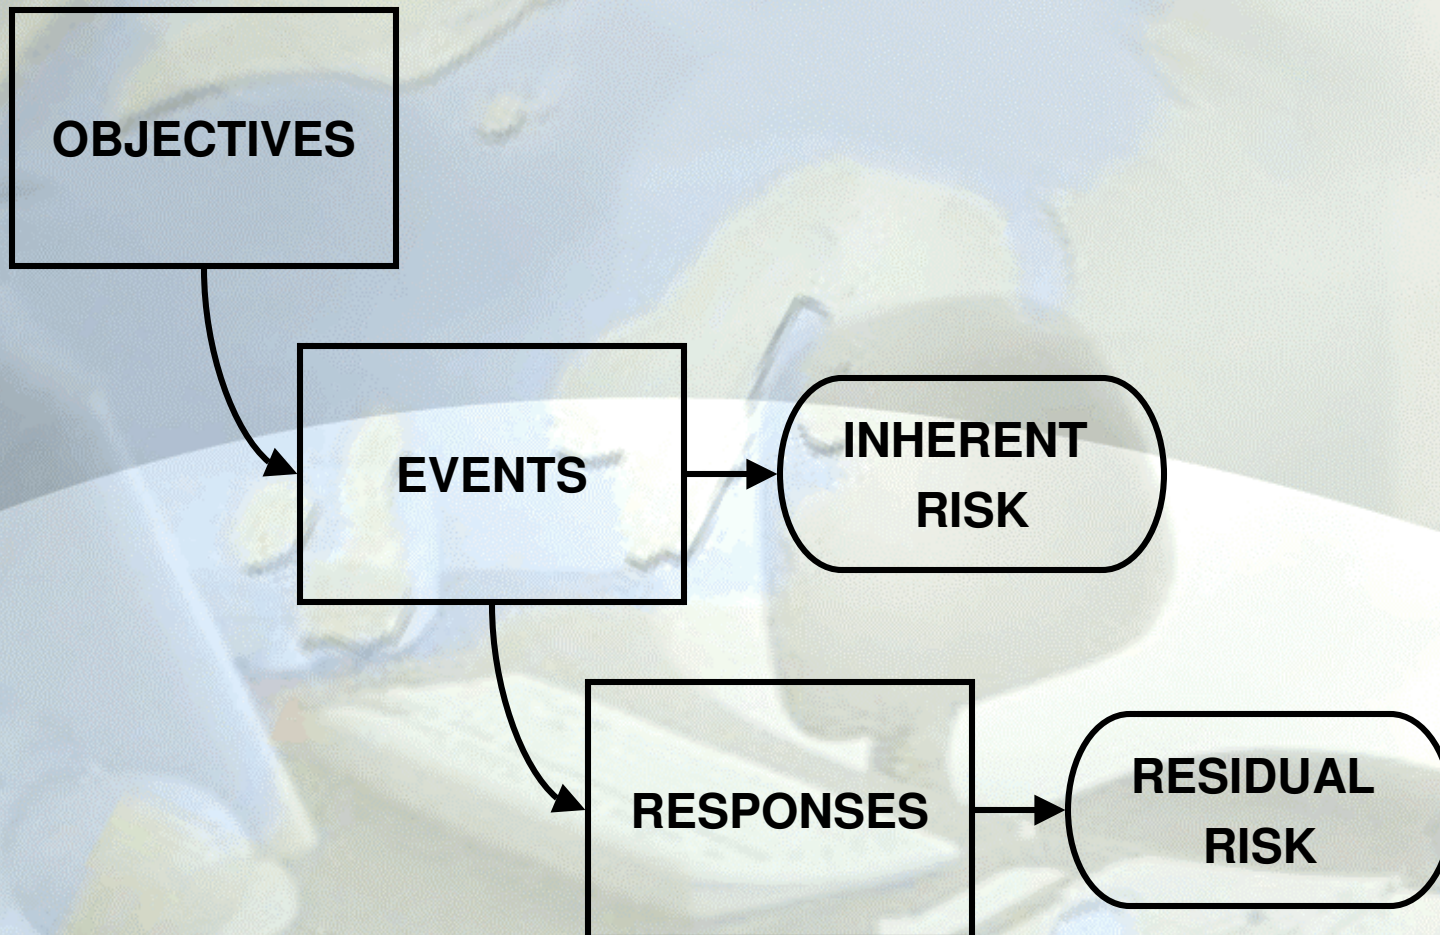 OBJECTIVES
EVENTS
INHERENT
RISK
RESPONSES
RESIDUAL
RISK